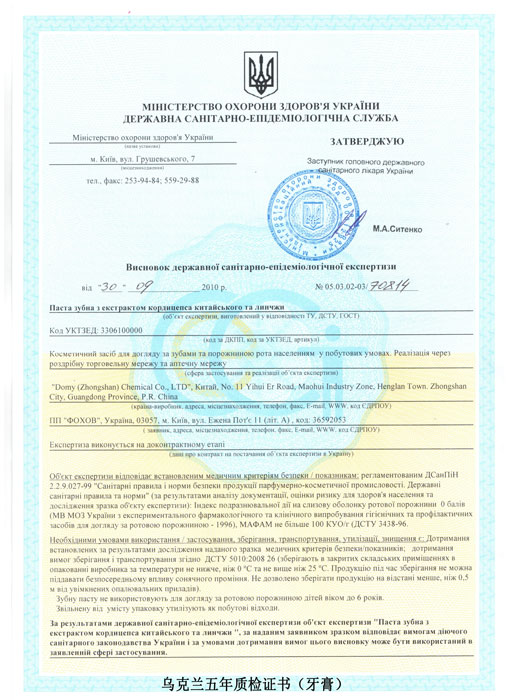 МІНІСТЕРСТВО ОХОРОНИ ЗДОРОВ'Я УКРАЇНИ
ДЕРЖАВНА САНІТАРНО-ЕПІДЕМІОЛОГІЧНА СЛУЖБА
Міністерство охорони здоров'я України
(назва установи)
м. Київ, вул. Грушевського, 7
(місцезнаходження)
тел., факс: 253-94-84; 559-29-88
ЗАТВЕРДЖУЮ
Заступник головного державного
санітарного лікаря України
М.А.Ситенко
Висновок державної санітарно-епідеміологічної експертизи
від 30 - 09 2010 р. № 05.03.02-03/ 70814
Паста зубна з екстрактом кордицепса китайського та линчжи
(об'єкт експертизи, виготовлений у відповідності ТУ, ДСТУ, ГОСТ)
Код УКТЗЕД: 3306100000
(код за ДКПП, код за УКТЗЕД, артикул)
Косметичний засіб для догляду за зубами та порожниною рота населенням у побутових умовах. Реалізація через
роздрібну торговельну мережу та аптечну мережу
(сфера застосування та реалізації об'єкта експертизи)
"Domy (Zhongshan) Chemical Co., LTD", Китай, No. 11 Yihui Er Road, Maohui Industry Zone, Henglan Town. Zhongshan
City, Guangdong Province, P.R. China
(країна-виробник, адреса, місцезнаходження, телефон, факс, E-mail, WWW, код ЄДРПОУ)
ПП "ФОХОВ", Україна, 03057, м. Київ, вул. Ежена Пот'є 11 (літ. А) , код: 36592053
( заявник, адреса, місцезнаходження, телефон, факс, E-mail, WWW, код ЄДРПОУ)
Експертиза виконується на доконтрактному етапі
(дані про контракт на постачання об'єкта експертизи в Україну)
Об'єкт експертизи відповідає встановленим медичним критеріям безпеки / показникам: регламентованим ДСанПіН
2.2.9.027-99 "Санітарні правила і норми безпеки продукції парфумерно-косметичної промисловості. Державні
санітарні правила та норми" (за результатами аналізу документації, оцінки ризику для здоров'я населення та
дослідження зразка об'єкту експертизи): Індекс подразнювальної дії на слизову оболонку ротової порожнини 0 балів
(МВ МОЗ України з експериментального фармакологічного та клінічного випробування гігієнічних та профілактичних
засобів для догляду за ротовою порожниною - 1996), МАФАМ не більше 100 КУО/г (ДСТУ 3438-96.
Необхідними умовами використання / застосування, зберігання, транспортування, утилізації, знищення є: Дотримання
встановлених за результатами дослідження наданого зразка медичних критеріїв безпеки/показників; дотримання
вимог зберігання і транспортування згідно ДСТУ 5010:2008 26 (зберігають в закритих складських приміщеннях в
опакованні виробника за температури не нижче, ніж 0 °С та не вище ніж 25 °С. Продукцію під час зберігання не можна
піддавати безпосередньому впливу сонячного проміння. Не дозволено зберігати продукцію на відстані менше, ніж 0,5
м від увімкнених опалювальних приладів).
Зубну пасту не використовують для догляду за ротовою порожниною дітей віком до 6 років.
Звільнену від умісту упаковку утилізують як побутові відходи.
За результатами державної санітарно-епідеміологічної експертизи об'єкт експертизи "Паста зубна з
екстрактом кордицепса китайського та линчжи ", за наданим заявником зразком відповідає вимогам діючого
санітарного законодавства України і за умовами дотримання вимог цього висновку може бути використаний в
заявленій сфері застосування.
乌克兰五年质检证书（牙膏）